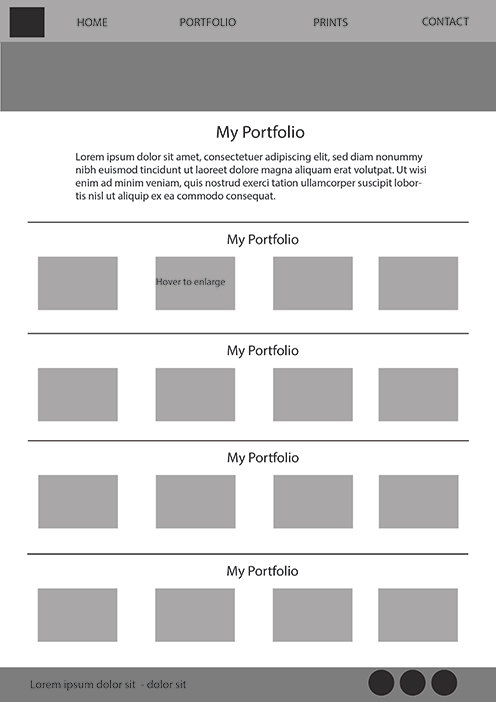 HOME PORTFOLIO PRINTS CONTACT
My Portfolio
Lorem ipsum dolor sit amet, consectetuer adipiscing elit, sed diam nonummy
nibh euismod tincidunt ut laoreet dolore magna aliquam erat volutpat. Ut wisi
enim ad minim veniam, quis nostrud exerci tation ullamcorper suscipit lobor-
tis nisl ut aliquip ex ea commodo consequat.
My Portfolio
Hover to enlarge
My Portfolio
My Portfolio
My Portfolio
Lorem ipsum dolor sit - dolor sit